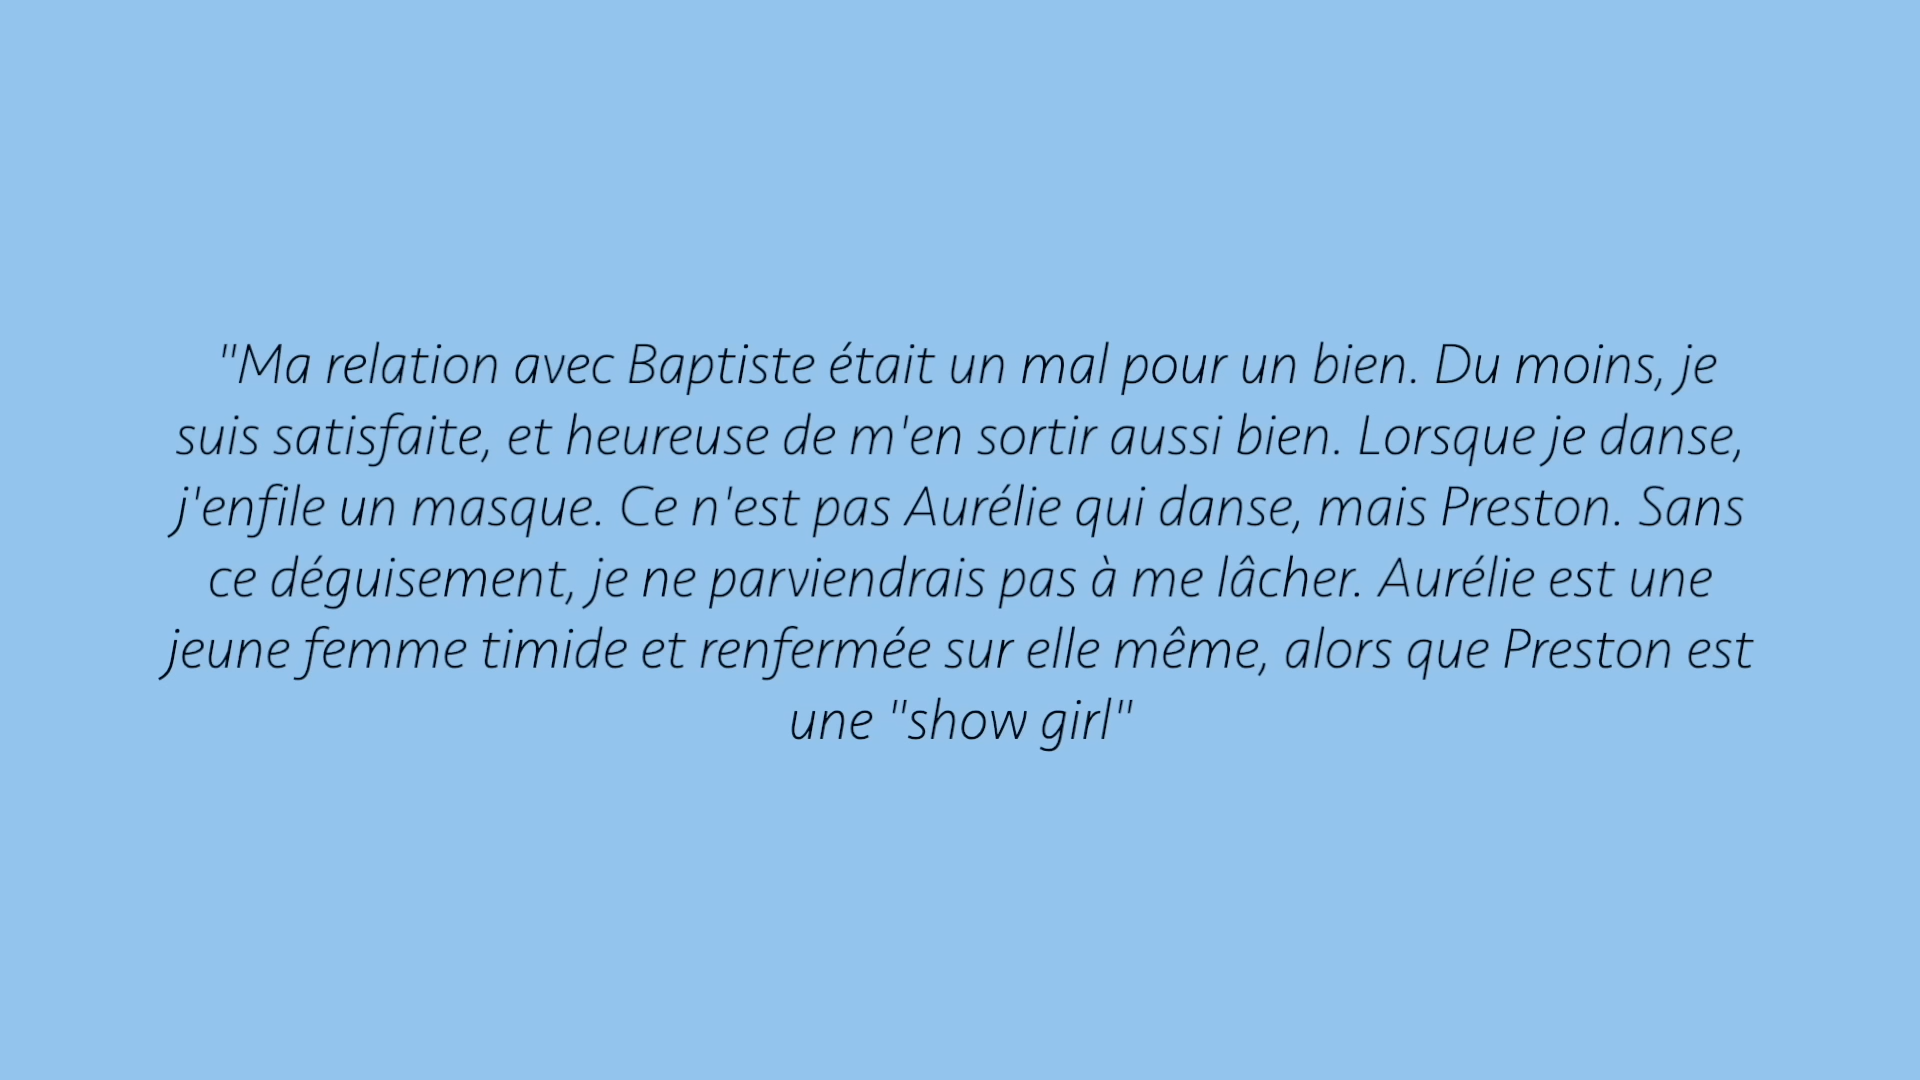 "Ma relation avec Baptiste était un mal pour un bien. Du moins, je
suis satisfaite, et heureuse de m'en sortir aussi bien. Lorsque je danse,
j'enfile un masque. Ce n'est pas Aurélie qui danse, mais Preston. Sans
ce déguisement, je ne parviendrais pas à me lâcher. Aurélie est une
jeune femme timide et renfermée sur elle même, alors que Preston est
une "show girl"